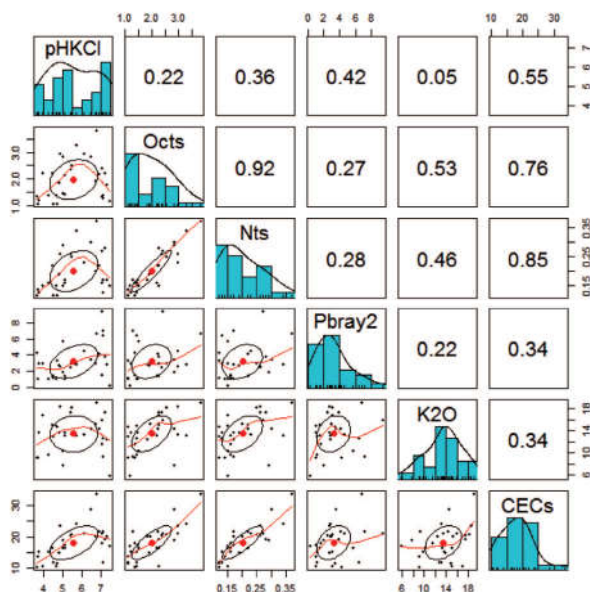 1.0 2.0 3.0
0 2 4 6 8
10 20 30
pHKCl 0.22 0.36 0.42 0.05 0.55
4 5 6 7
1.0 2.0 3.0
Octs 0.92 0.27 0.53 0.76
Nts 0.28 0.46 0.85
0.15 0.25 0.35
0 2 4 6 8
Pbray2 0.22 0.34
K2O 0.34
6 10 14 18
10 20 30
CECs
4 5 6 7
0.15 0.25 0.35
6 10 14 18